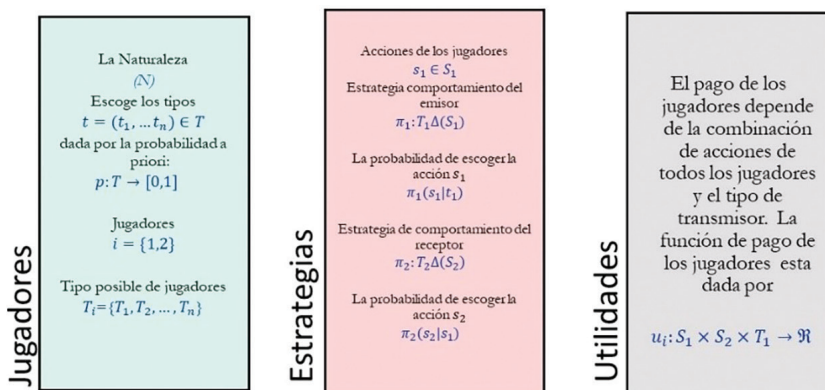 Jugadores
La Naturaleza
(N)
Escoge los tipos
t = (t₁, ... tₙ) ∈ T
dada por la probabilidad a
priori:
p: T → [0,1]
Jugadores
i = {1,2}
Tipo posible de jugadores
Tᵢ={T₁, T₂, ..., Tₙ}
Estrategias
Acciones de los jugadores
s₁ ∈ S₁
Estrategia comportamiento del
emisor
π₁: T₁Δ(S₁)
La probabilidad de escoger la
acción s₁
π₁(s₁|t₁)
Estrategia de comportamiento del
receptor
π₂: T₂Δ(S₂)
La probabilidad de escoger la
acción s₂
π₂(s₂|s₁)
Utilidades
El pago de los
jugadores depende
de la combinación
de acciones de
todos los jugadores
y el tipo de
transmisor. La
función de pago de
los jugadores esta
dada por
uᵢ: S₁ × S₂ × T₁ → ℜ